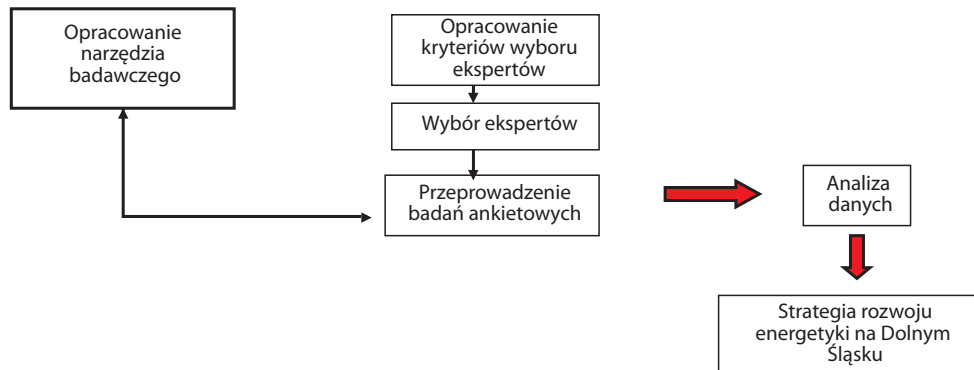 Opracowanie
narzędzia
badawczego
Opracowanie
kryteriów wyboru
ekspertów
Wybór ekspertów
Przeprowadzenie
badań ankietowych
Analiza
danych
Strategia rozwoju
energetyki na Dolnym
Śląsku